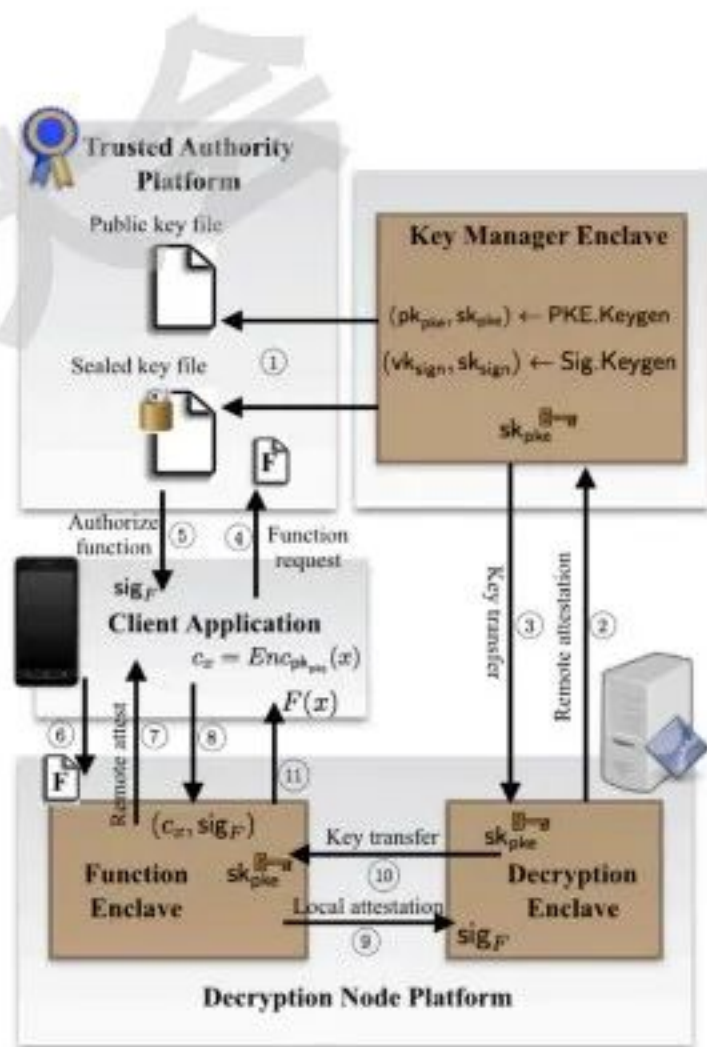 Trusted Authority
Platform
Public key file
Sealed key file
①
F
Key Manager Enclave
(pk_pke, sk_pke) ← PKE.Keygen
(vk_sign, sk_sign) ← Sig.Keygen
sk_pke
Authorize
function
⑤
④
Function
request
sig_F
Client Application
c_x = Enc_pk_pke(x)
F(x)
Key transfer
③
②
Remote attestation
⑥
F
Remote attest
⑦
⑧
⑪
(c_x, sig_F)
sk_pke
Function
Enclave
Key transfer
⑩
Local attestation
⑨
sk_pke
Decryption
Enclave
sig_F
Decryption Node Platform